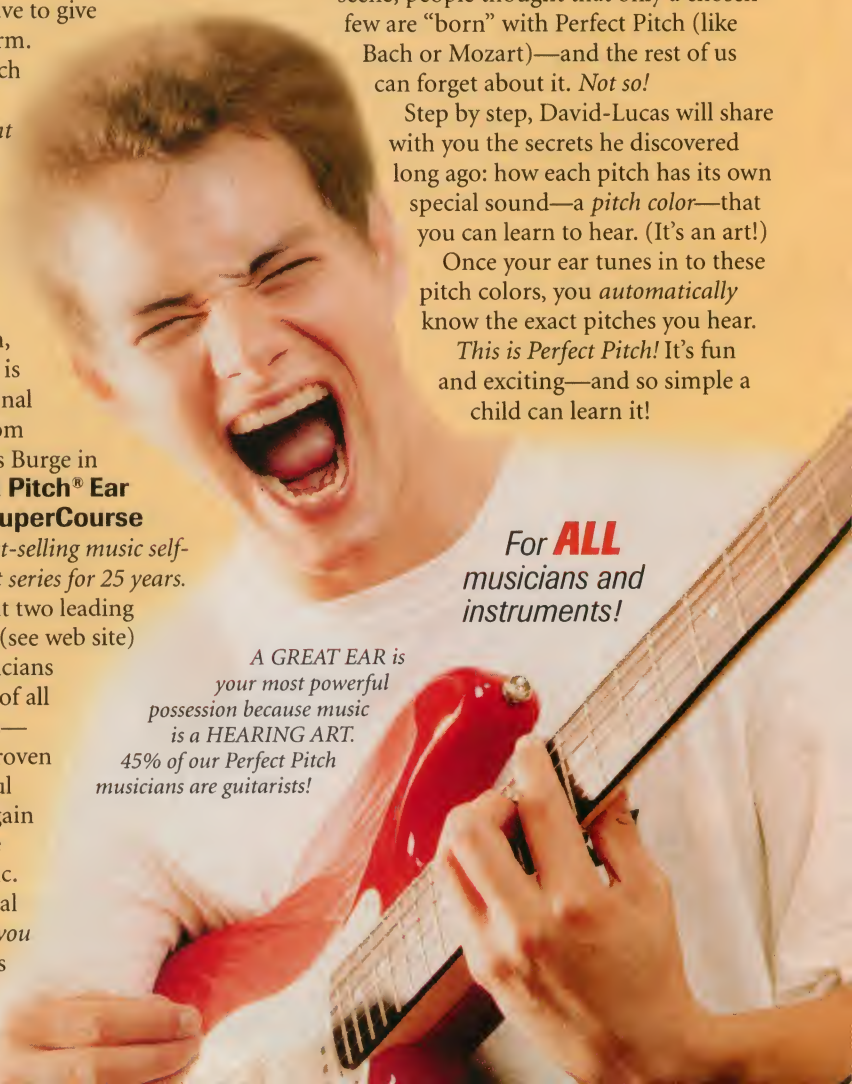 ve to give
rm.
ch
at
n,
is
nal
om
s Burge in
Pitch® Ear
uperCourse
t-selling music self-
t series for 25 years.
at two leading
(see web site)
icians
of all
—
roven
ul
gain
c.
al
you
s
scene, people thought that only a chosen
few are “born” with Perfect Pitch (like
Bach or Mozart)—and the rest of us
can forget about it. Not so!
Step by step, David-Lucas will share
with you the secrets he discovered
long ago: how each pitch has its own
special sound—a pitch color—that
you can learn to hear. (It's an art!)
Once your ear tunes in to these
pitch colors, you automatically
know the exact pitches you hear.
This is Perfect Pitch! It's fun
and exciting—and so simple a
child can learn it!
For ALL
musicians and
instruments!
A GREAT EAR is
your most powerful
possession because music
is a HEARING ART.
45% of our Perfect Pitch
musicians are guitarists!